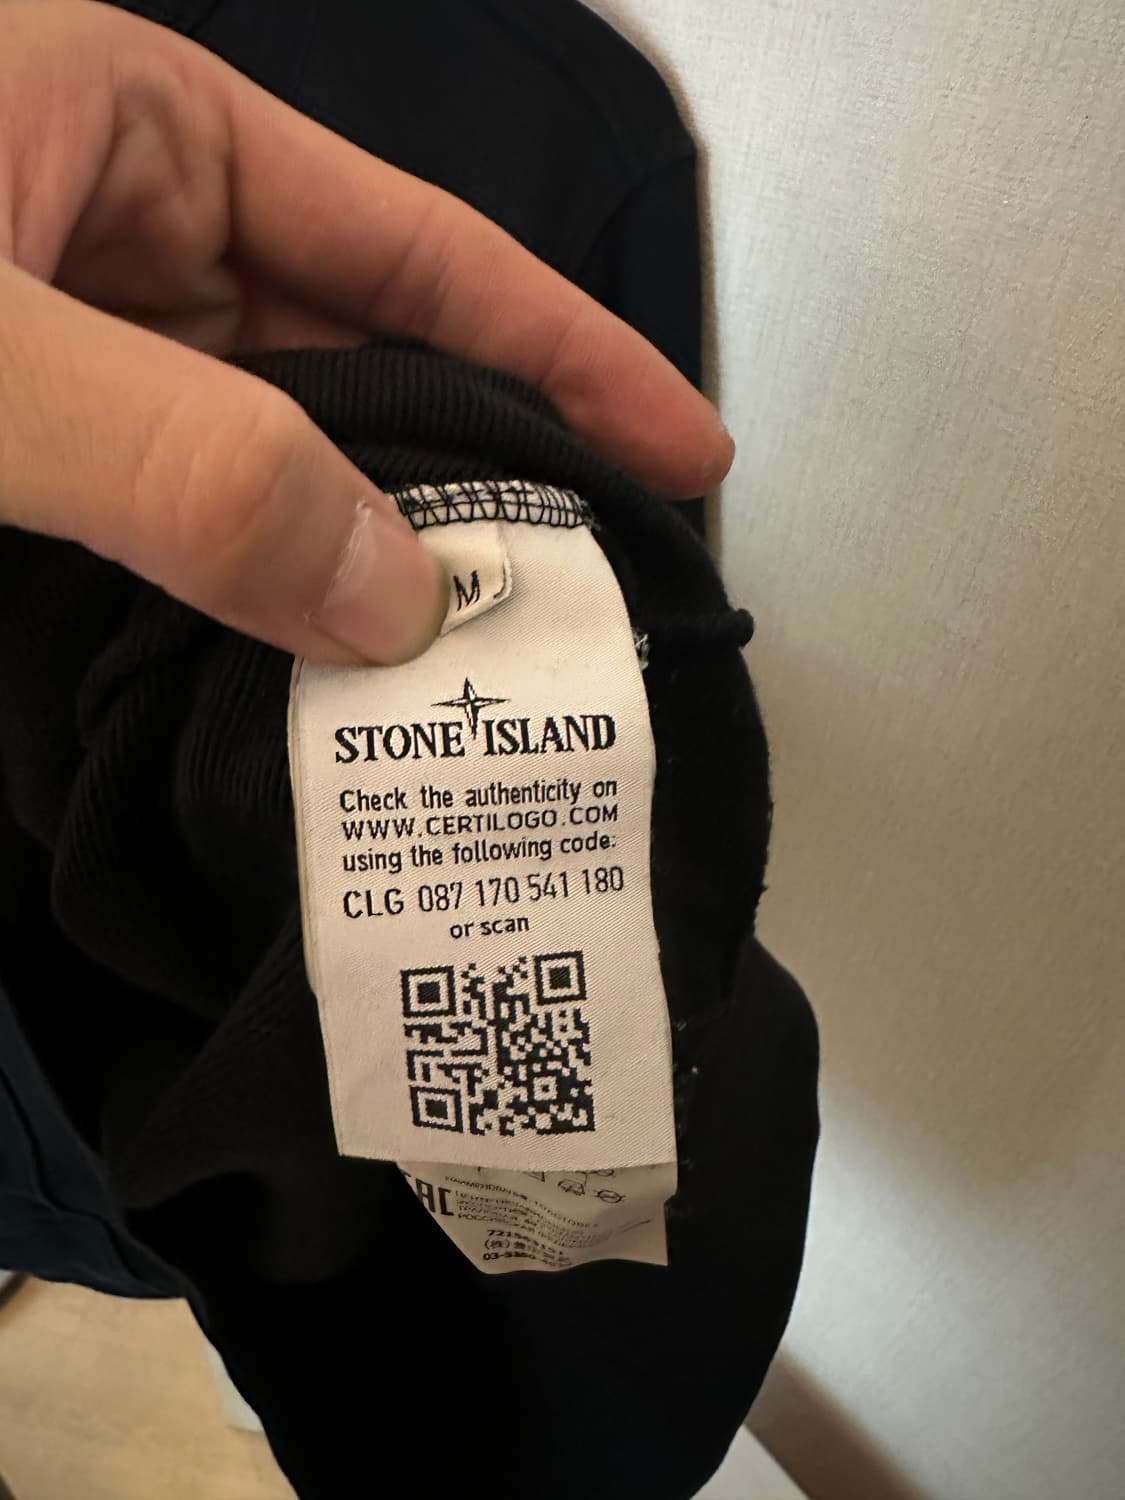 M
STONE ISLAND
Check the authenticity on
WWW.CERTILOGO.COM
using the following code:
CLG 087 170 541 180
or scan